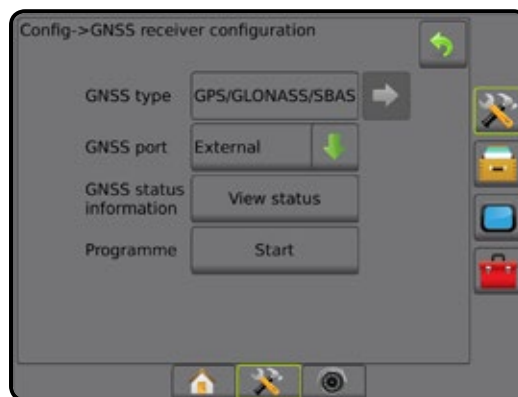 Config->GNSS receiver configuration
GNSS type
GPS/GLONASS/SBAS
GNSS port
External
GNSS status
information
View status
Programme
Start